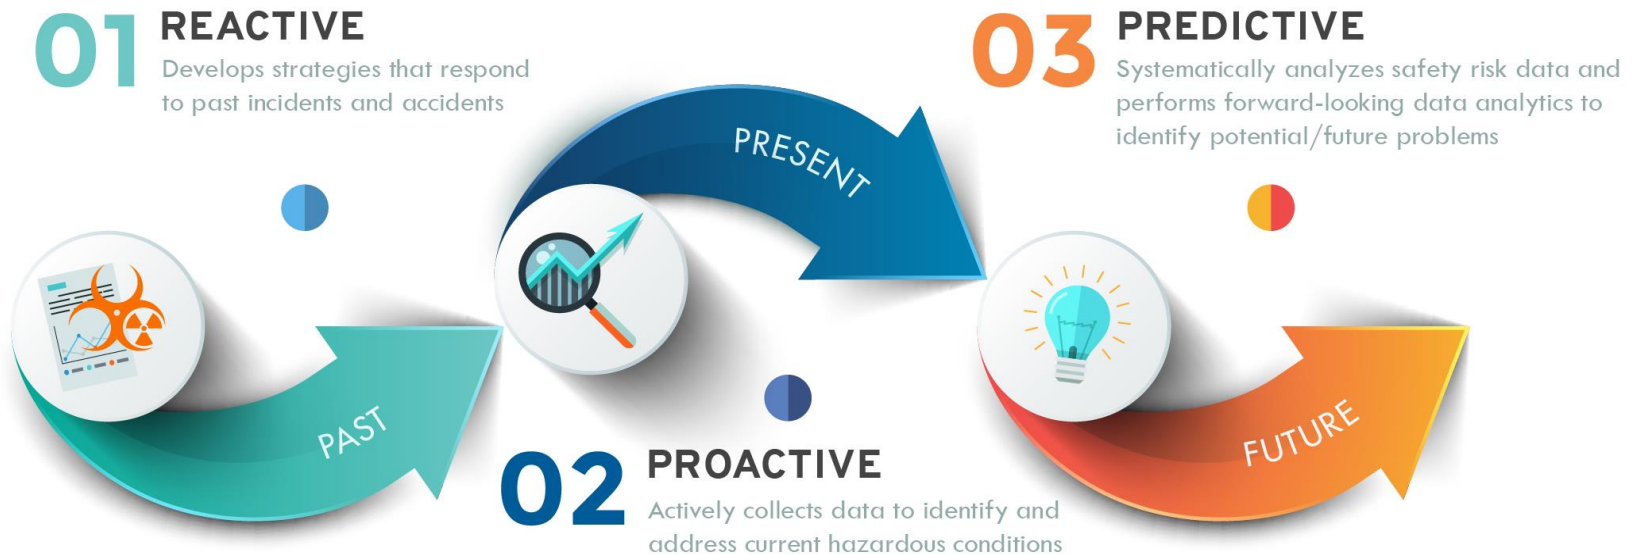 01 REACTIVE
Develops strategies that respond
to past incidents and accidents
PAST
PRESENT
02 PROACTIVE
Actively collects data to identify and
address current hazardous conditions
03 PREDICTIVE
Systematically analyzes safety risk data and
performs forward-looking data analytics to
identify potential/future problems
FUTURE